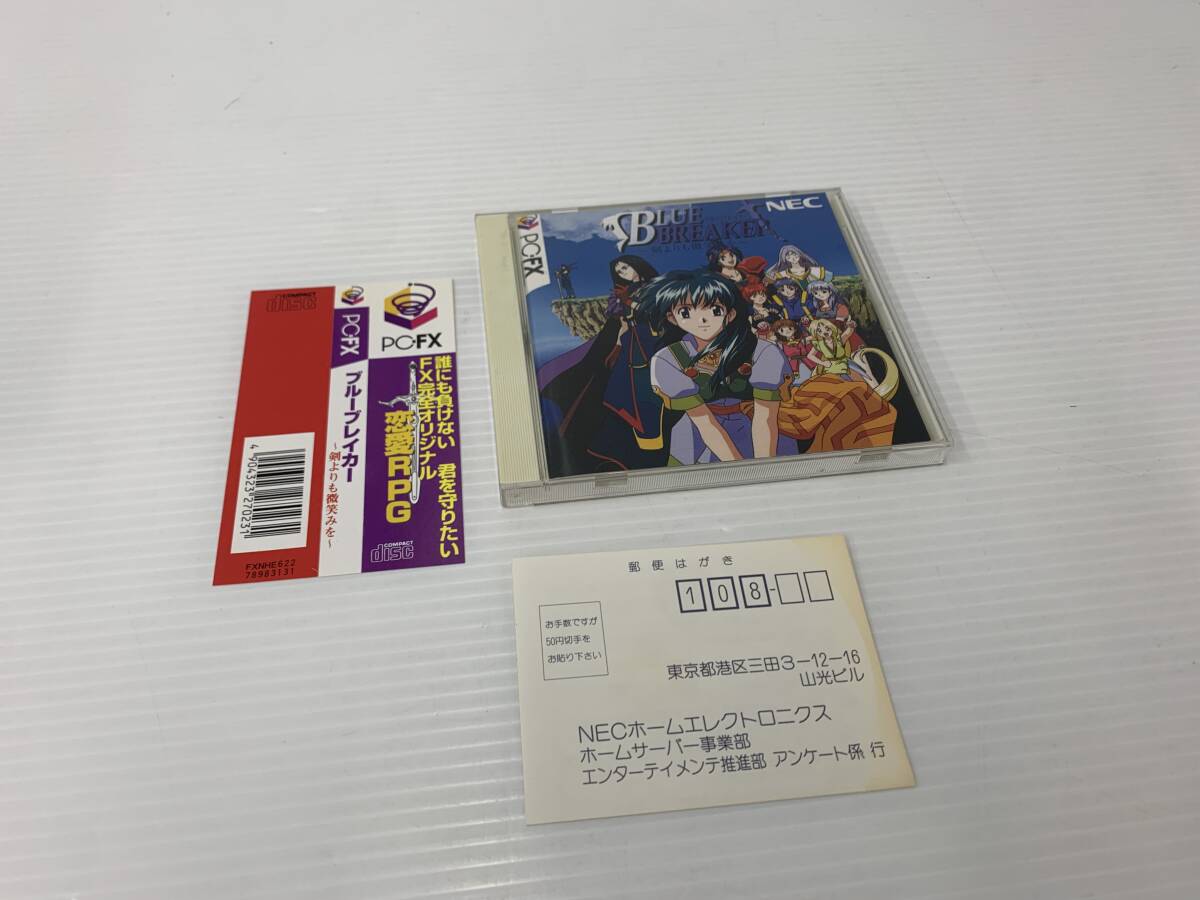 COMPACT
disc
4904323270231
FXNHE622
78983131
PC-FX
ブルーブレイカー
～剣よりも微笑みを～
PC-FX
誰にも負けない 君を守りたい
FX完全オリジナル
恋愛RPG
COMPACT
disc
PC-FX
BLUE
BREAKER
NEC
郵便はがき
108-
お手数ですが
50円切手を
お貼り下さい
東京都港区三田3-12-16
山光ビル
NECホームエレクトロニクス
ホームサーバー事業部
エンターテイメンテ推進部 アンケート係 行